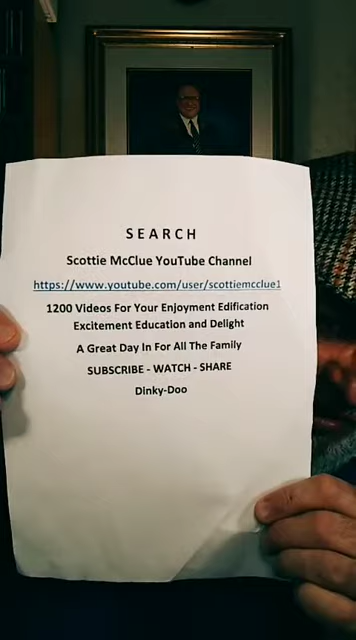 SEARCH
Scottie McClue YouTube Channel
https://www.youtube.com/user/scottiemcclue1
1200 Videos For Your Enjoyment Edification
Excitement Education and Delight
A Great Day In For All The Family
SUBSCRIBE - WATCH - SHARE
Dinky-Doo